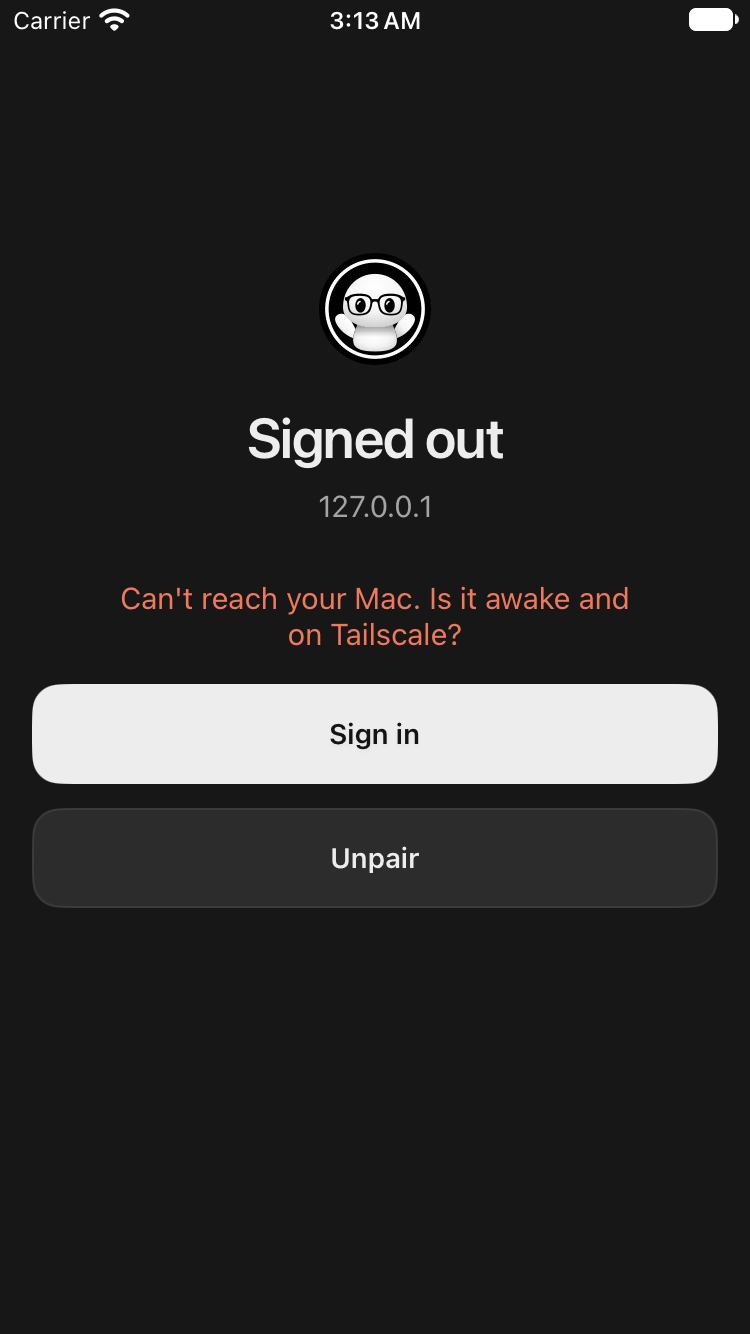 Carrier
3:13 AM
Signed out
127.0.0.1
Can't reach your Mac. Is it awake and
on Tailscale?
Sign in
Unpair